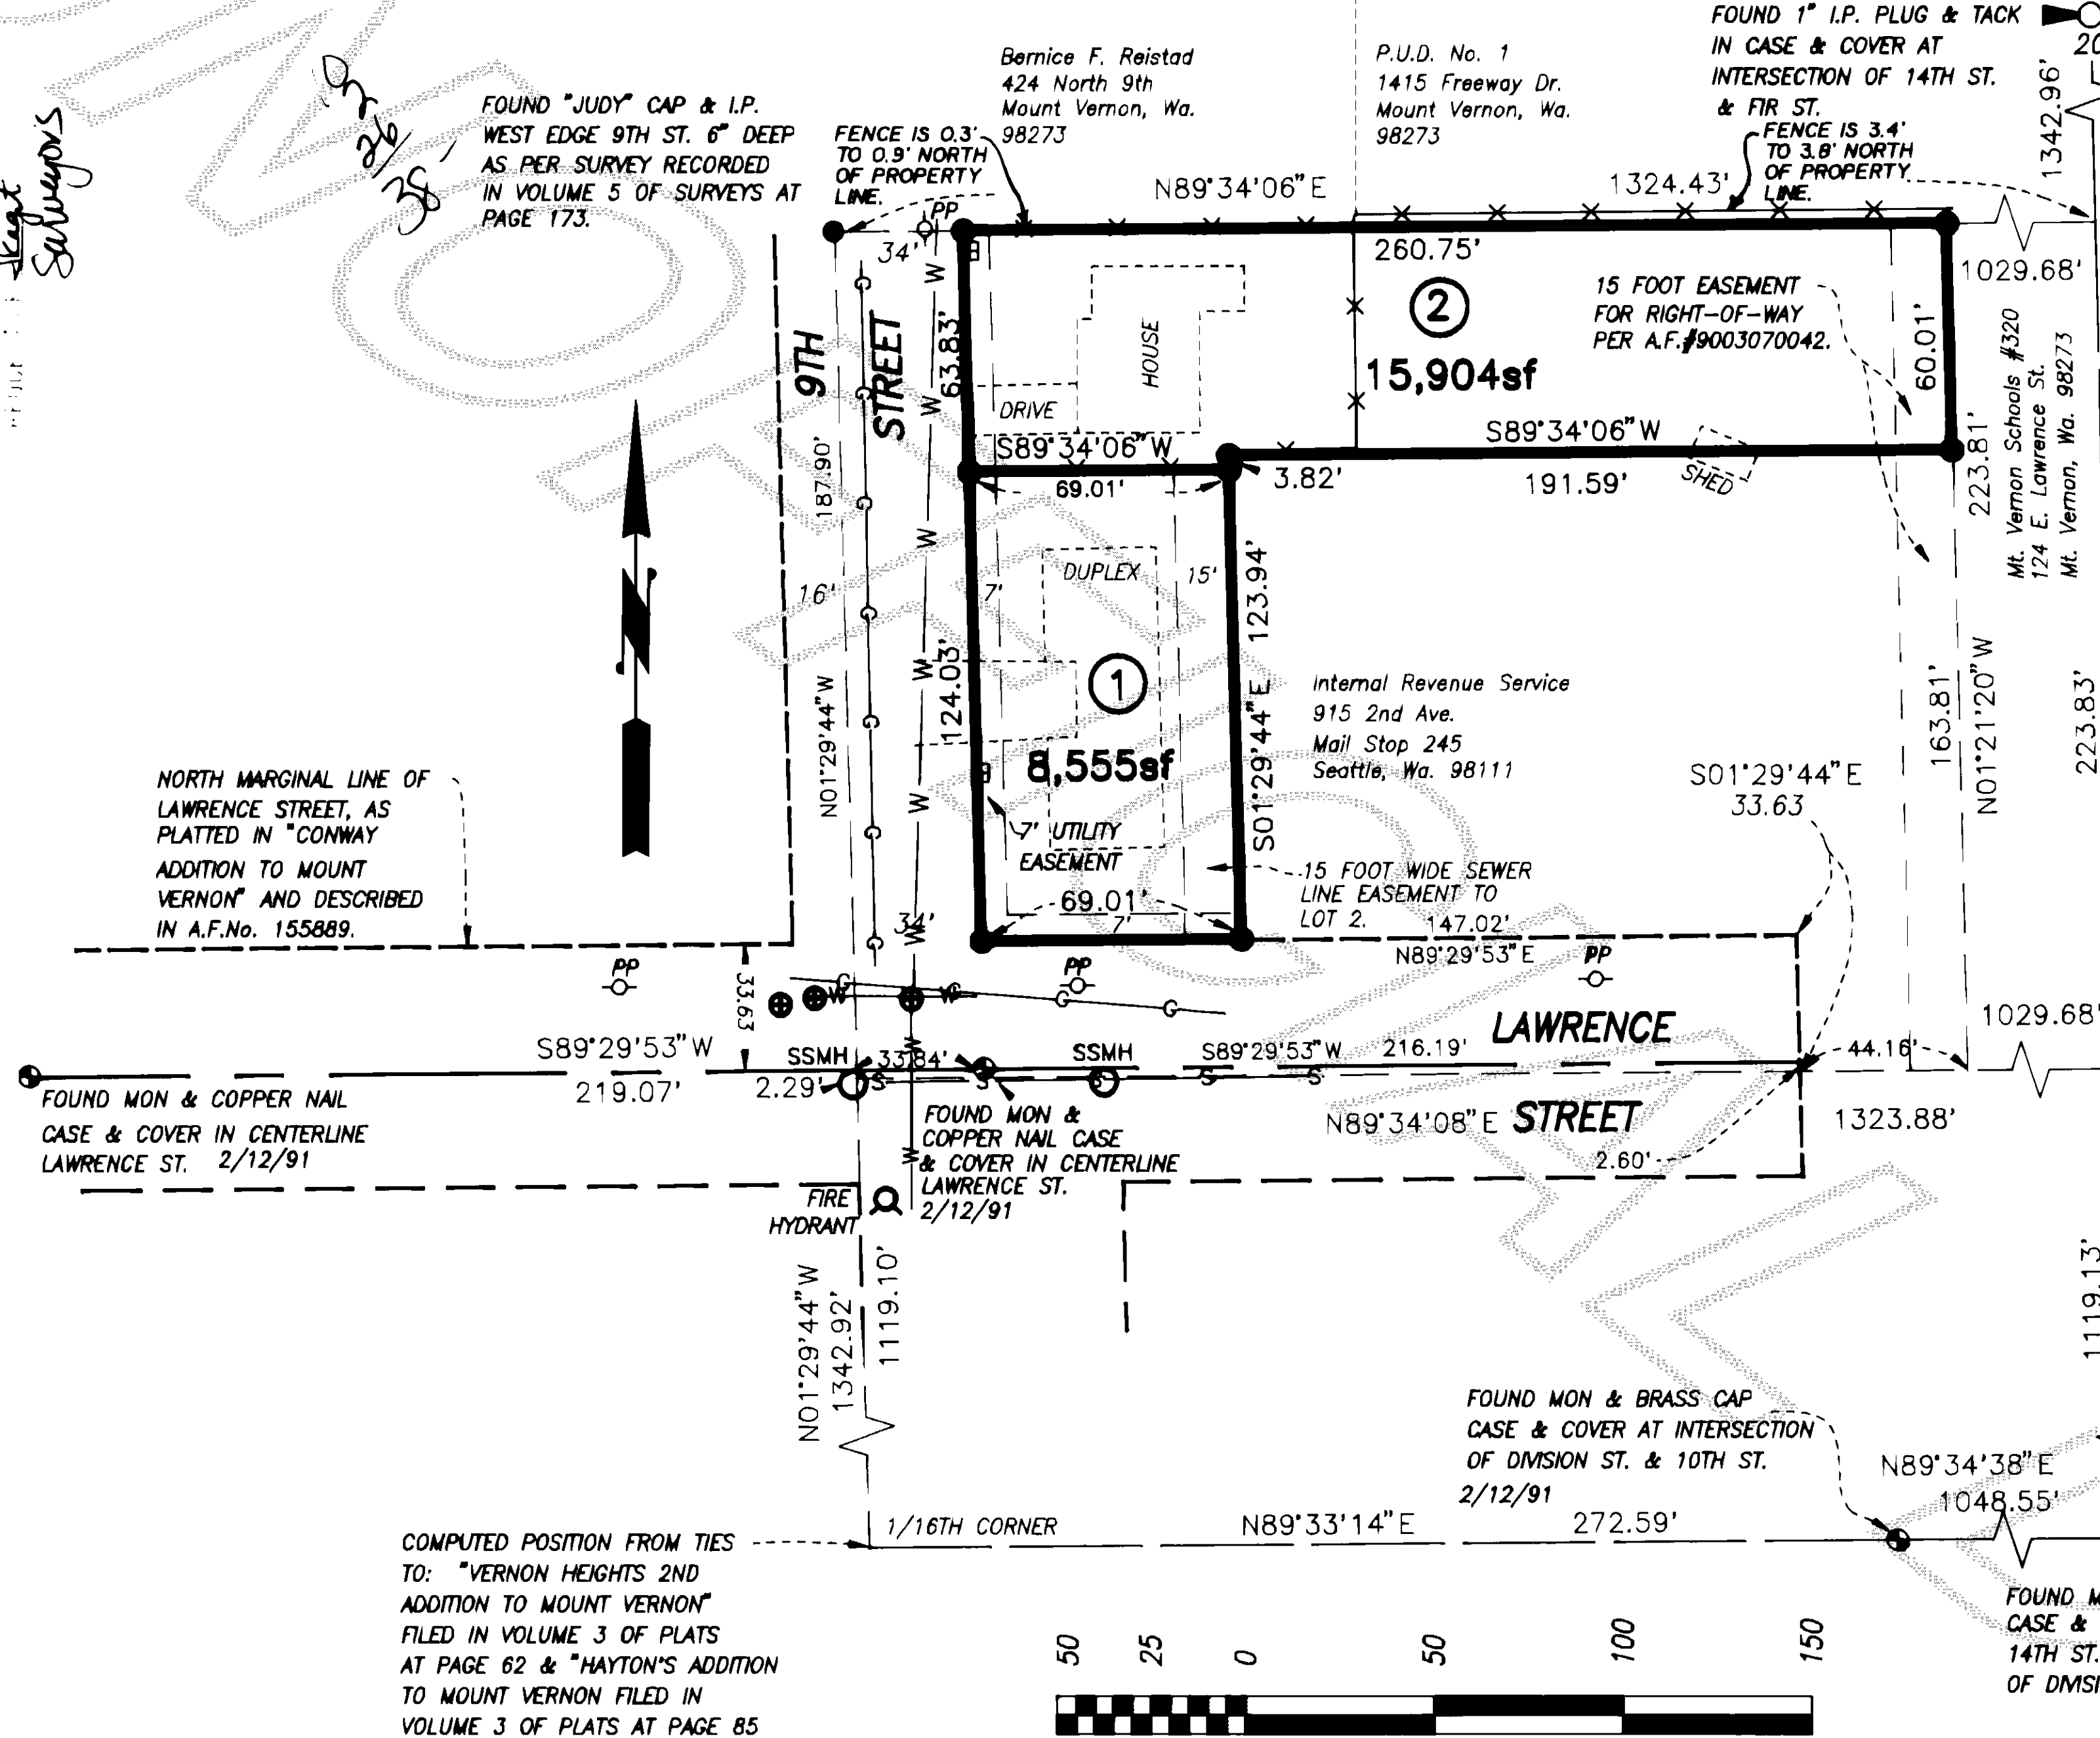 Surveyors
38
FOUND "JUDY" CAP & I.P.
WEST EDGE 9TH ST. 6" DEEP
AS PER SURVEY RECORDED
IN VOLUME 5 OF SURVEYS AT
PAGE 173.
FENCE IS 0.3'
TO 0.9' NORTH
OF PROPERTY
LINE.
Bernice F. Reistad
424 North 9th
Mount Vernon, Wa.
98273
P.U.D. No. 1
1415 Freeway Dr.
Mount Vernon, Wa.
98273
FOUND 1" I.P. PLUG & TACK
IN CASE & COVER AT
INTERSECTION OF 14TH ST.
& FIR ST.
FENCE IS 3.4'
TO 3.8' NORTH
OF PROPERTY
LINE.
1342.96'
N89°34'06"E
1324.43'
PP
34'
260.75'
1029.68'
15 FOOT EASEMENT
FOR RIGHT-OF-WAY
PER A.F.#9003070042.
2
15,904sf
60.01'
63.83'
HOUSE
DRIVE
9TH
STREET
S89°34'06"W
69.01'
3.82'
S89°34'06"W
191.59'
SHED
223.81'
Mt. Vernon Schools #320
124 E. Lawrence St.
Mt. Vernon, Wa. 98273
187.90'
16'
N01°29'44"W
N
7'
DUPLEX
15'
124.03'
123.94'
S01°29'44"E
1
8,555sf
7' UTILITY
EASEMENT
69.01'
7'
34'
Internal Revenue Service
915 2nd Ave.
Mail Stop 245
Seattle, Wa. 98111
15 FOOT WIDE SEWER
LINE EASEMENT TO
LOT 2.
147.02'
N89°29'53"E
S01°29'44"E
33.63
163.81'
N01°21'20"W
223.83'
NORTH MARGINAL LINE OF
LAWRENCE STREET, AS
PLATTED IN "CONWAY
ADDITION TO MOUNT
VERNON" AND DESCRIBED
IN A.F.No. 155889.
33.63
PP
PP
PP
LAWRENCE
STREET
1029.68'
S89°29'53"W
219.07'
SSMH
33.84'
2.29'
SSMH
S89°29'53"W
216.19'
44.16'
N89°34'08"E
1323.88'
2.60'
FOUND MON & COPPER NAIL
CASE & COVER IN CENTERLINE
LAWRENCE ST. 2/12/91
FOUND MON &
COPPER NAIL CASE
& COVER IN CENTERLINE
LAWRENCE ST.
2/12/91
FIRE
HYDRANT
N01°29'44"W
1342.92'
1119.10'
1119.13'
FOUND MON & BRASS CAP
CASE & COVER AT INTERSECTION
OF DIVISION ST. & 10TH ST.
2/12/91
N89°34'38"E
1048.55'
1/16TH CORNER
N89°33'14"E
272.59'
COMPUTED POSITION FROM TIES
TO: "VERNON HEIGHTS 2ND
ADDITION TO MOUNT VERNON"
FILED IN VOLUME 3 OF PLATS
AT PAGE 62 & "HAYTON'S ADDITION
TO MOUNT VERNON FILED IN
VOLUME 3 OF PLATS AT PAGE 85
FOUND M
CASE &
14TH ST.
OF DIVISI
50 25 0 50 100 150